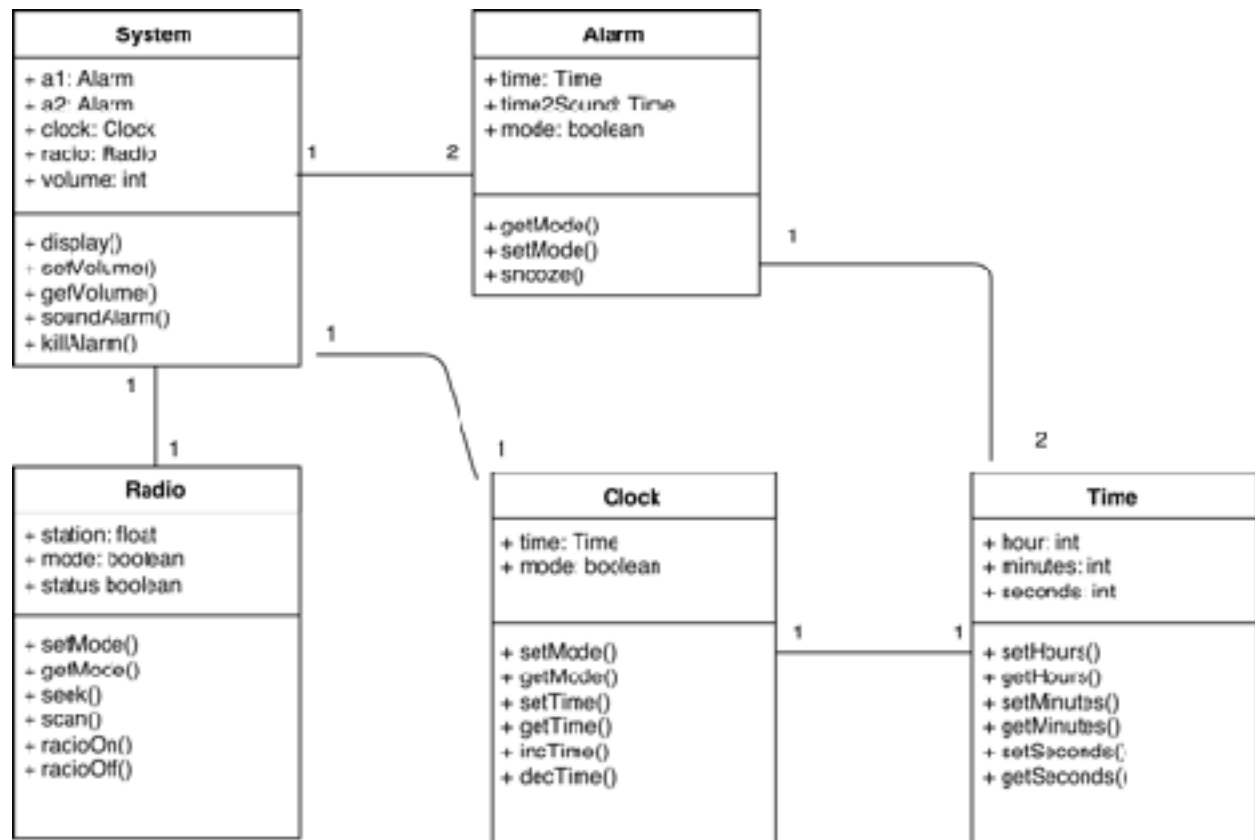 System
+ a1: Alarm
+ a2: Alarm
+ clock: Clock
+ racio: Radio
+ volume: int
+ display()
+ setVolume()
+ getVolume()
+ soundAlarm()
+ killAlarm()
1
2
Alarm
+ time: Time
+ time2Sound: Time
+ mode: boolean
+ getMode()
+ setMode()
+ snooze()
1
2
1
1
1
1
Radio
+ station: float
+ mode: boolean
+ status boolean
+ setMode()
+ getMode()
+ seek()
+ scan()
+ racioOn()
+ racioOff()
Clock
+ time: Time
+ mode: boolean
+ setMode()
+ getMode()
+ setTime()
+ getTime()
+ incTime()
+ decTime()
1
1
Time
+ hour: int
+ minutes: int
+ seconds: int
+ setHours()
+ getHours()
+ setMinutes()
+ getMinutes()
+ setSeconds()
+ getSeconds()